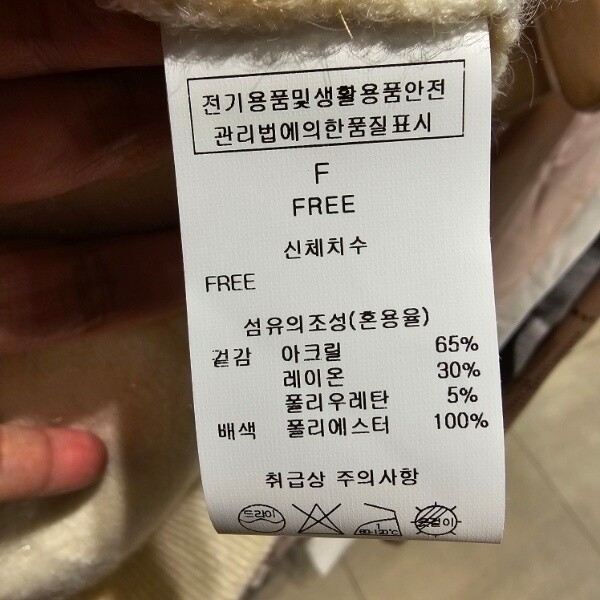 전기용품및생활용품안전
관리법에의한품질표시
F
FREE
신체치수
FREE
섬유의조성(혼용율)
겉감 아크릴 65%
레이온 30%
폴리우레탄 5%
배색 폴리에스터 100%
취급상 주의사항
드라이 1